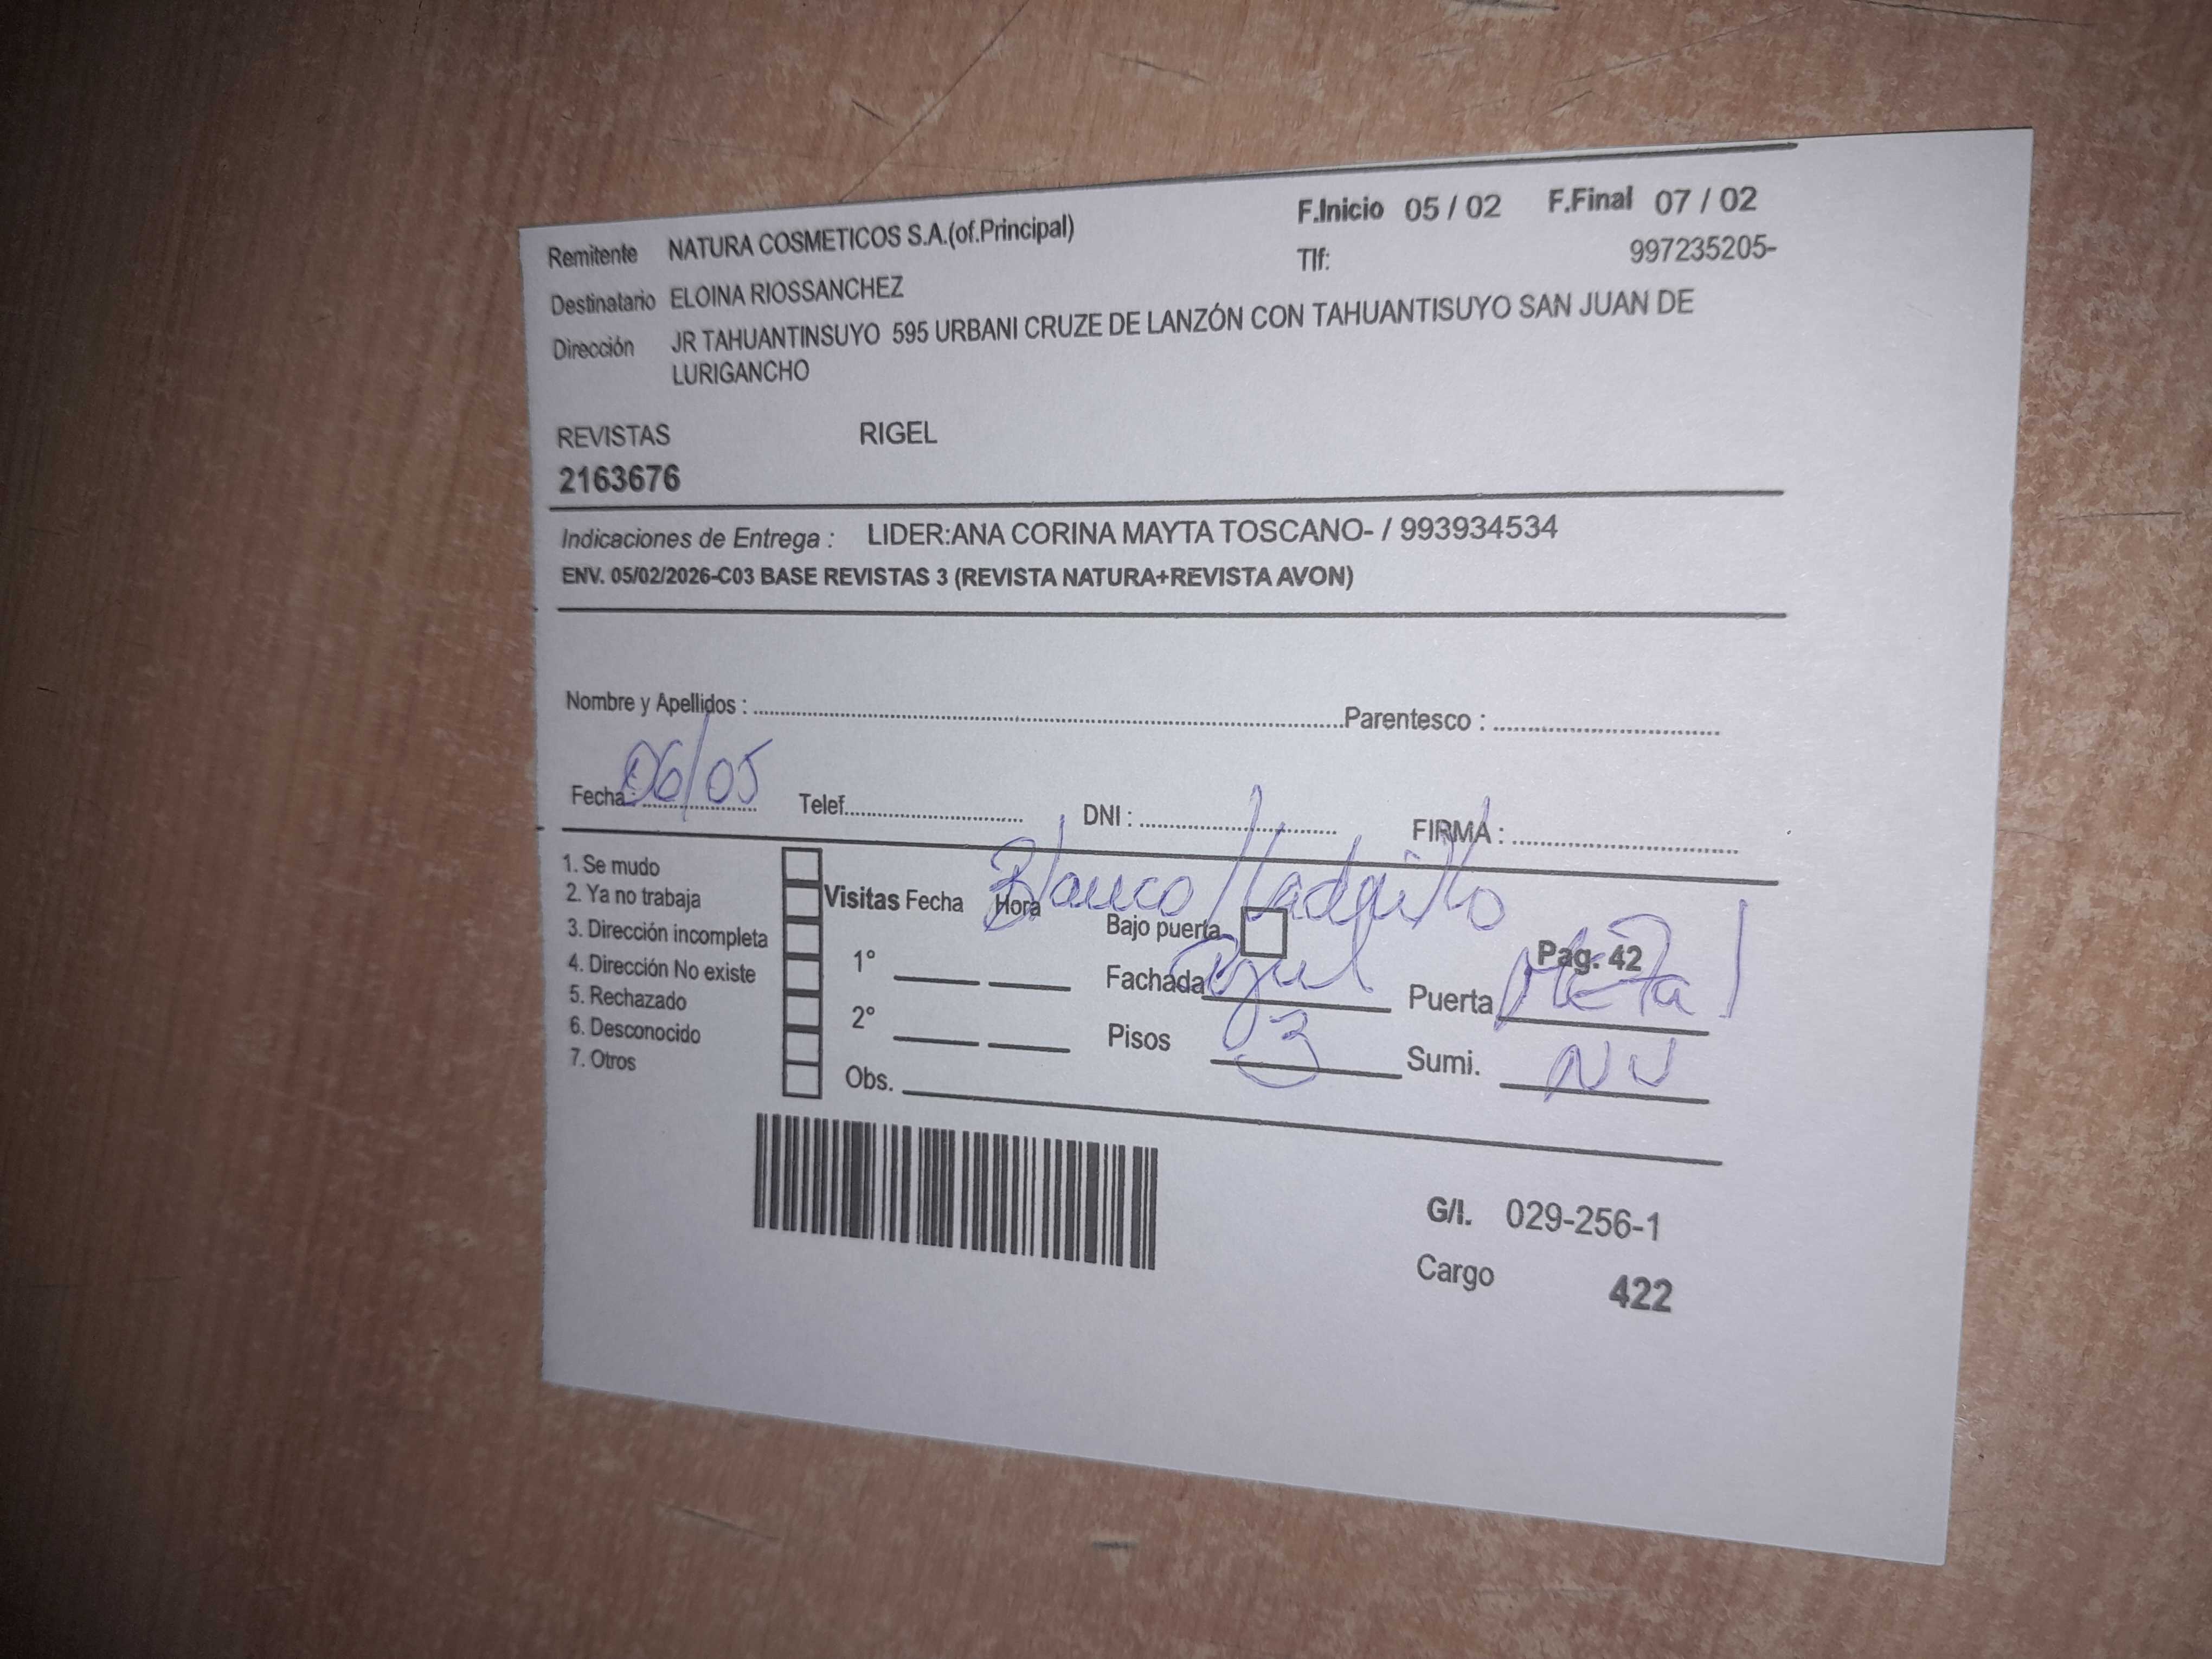 Remitente NATURA COSMETICOS S.A.(of.Principal) F.Inicio 05 / 02 F.Final 07 / 02
Destinatario ELOINA RIOSSANCHEZ Tlf: 997235205-
Dirección JR TAHUANTINSUYO 595 URBANI CRUZE DE LANZÓN CON TAHUANTISUYO SAN JUAN DE
LURIGANCHO
REVISTAS RIGEL
2163676
Indicaciones de Entrega : LIDER:ANA CORINA MAYTA TOSCANO- / 993934534
ENV. 05/02/2026-C03 BASE REVISTAS 3 (REVISTA NATURA+REVISTA AVON)
Nombre y Apellidos : Parentesco :
Fecha: 06/05 Telef. DNI : FIRMA :
Blanco / ladrillo
1. Se mudo
2. Ya no trabaja Visitas Fecha Hora Bajo puerta
3. Dirección incompleta Pag. 42
4. Dirección No existe 1° Fachada Puerta Metal
5. Rechazado
6. Desconocido 2° Pisos 3 Sumi. NV
7. Otros Obs.
G/I. 029-256-1
Cargo 422